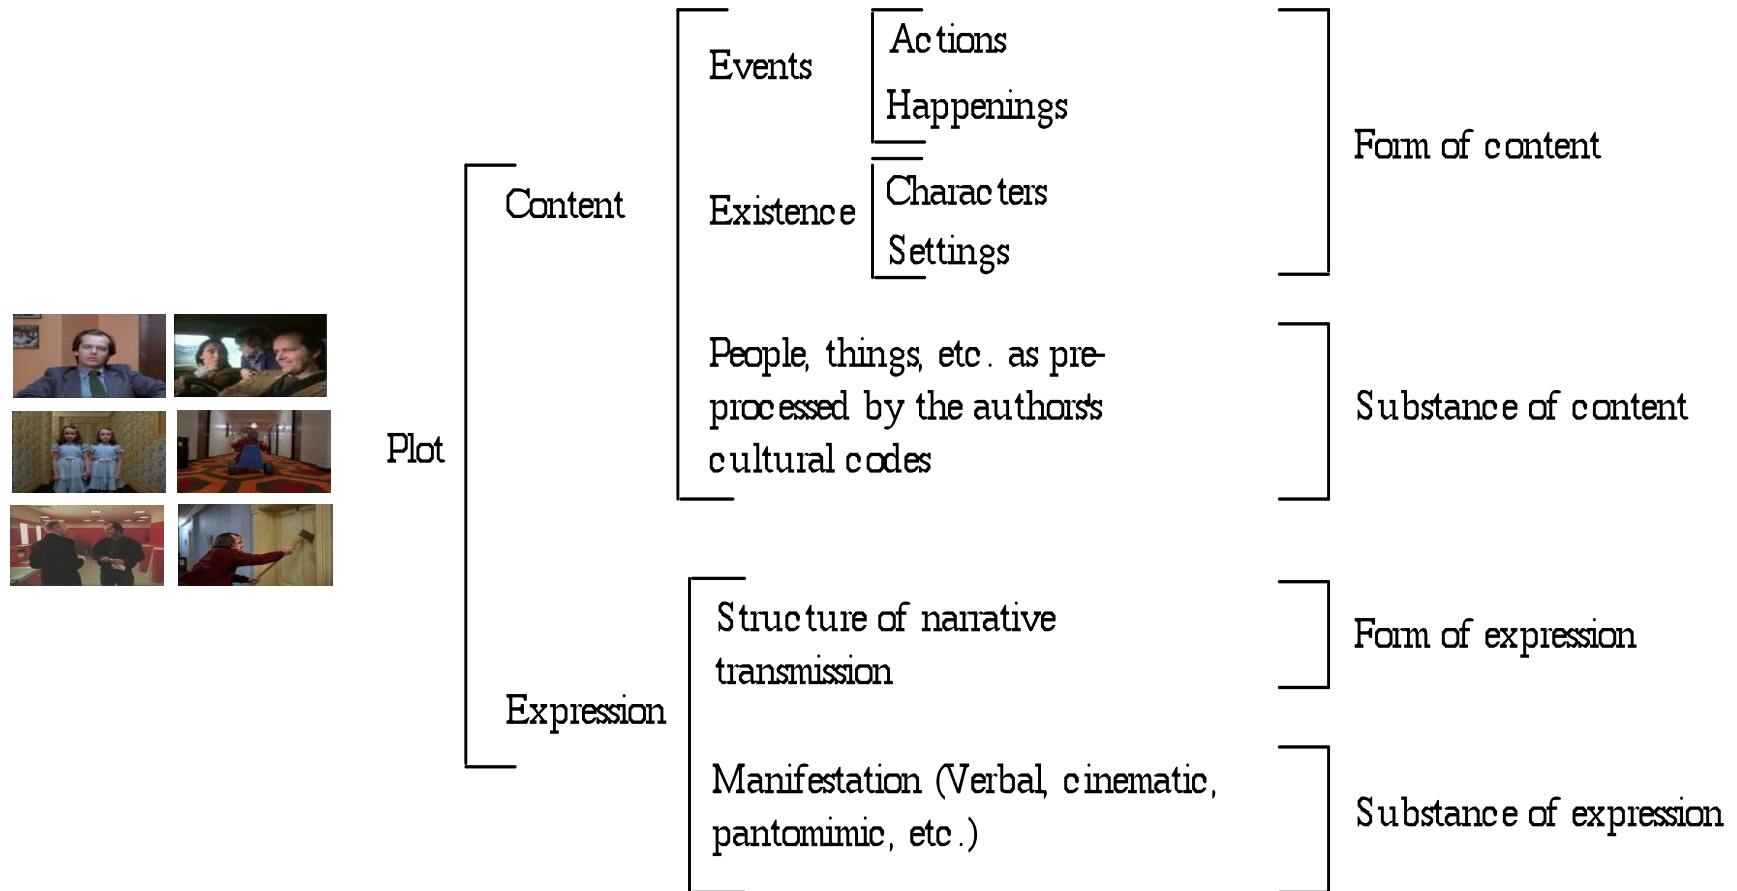 Events
Actions
Happenings
Form of content
Content
Existence
Characters
Settings
People, things, etc. as pre-
processed by the authors's
cultural codes
Substance of content
Plot
Structure of narrative
transmission
Form of expression
Expression
Manifestation (Verbal, cinematic,
pantomimic, etc.)
Substance of expression